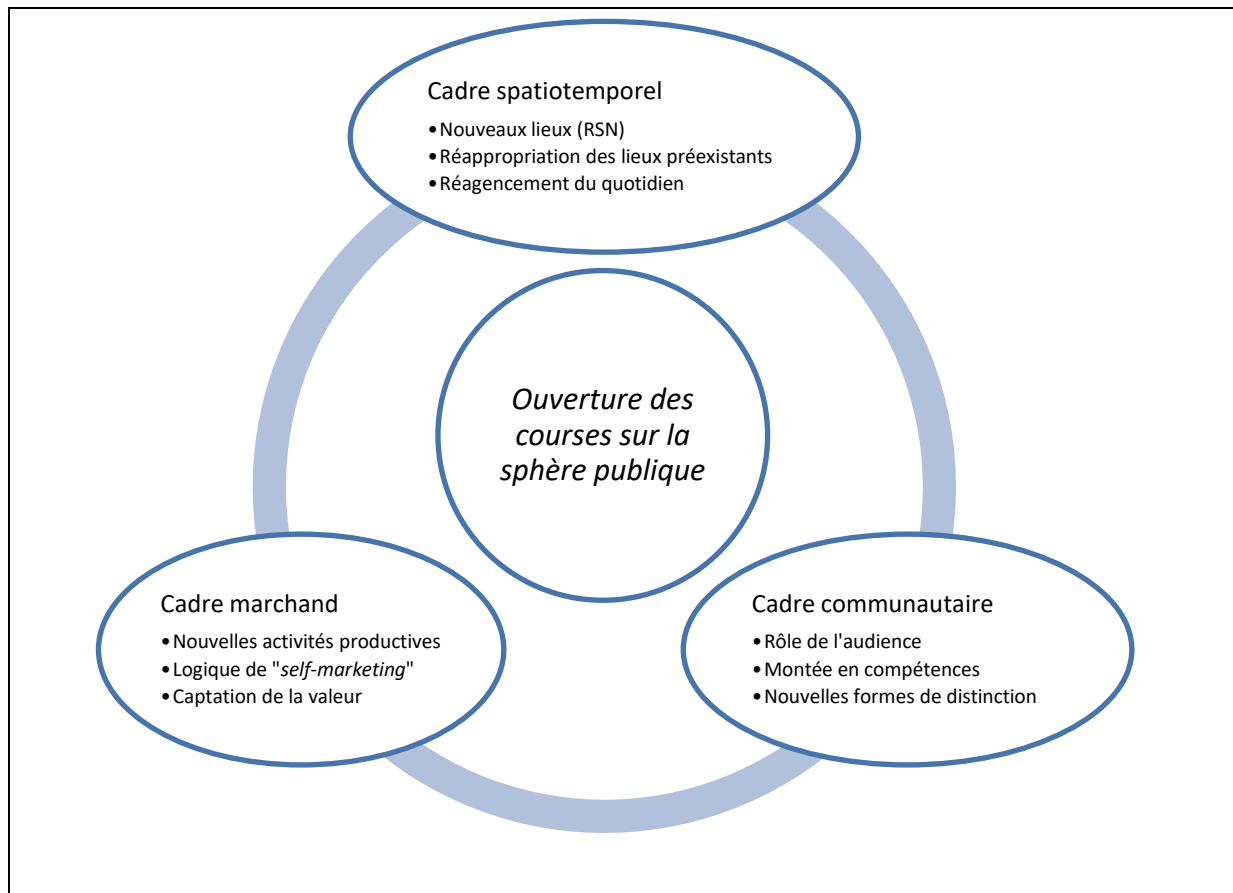 Cadre spatiotemporel
•Nouveaux lieux (RSN)
•Réappropriation des lieux préexistants
•Réagencement du quotidien
Ouverture des
courses sur la
sphère publique
Cadre marchand
•Nouvelles activités productives
•Logique de "self-marketing"
•Captation de la valeur
Cadre communautaire
•Rôle de l'audience
•Montée en compétences
•Nouvelles formes de distinction